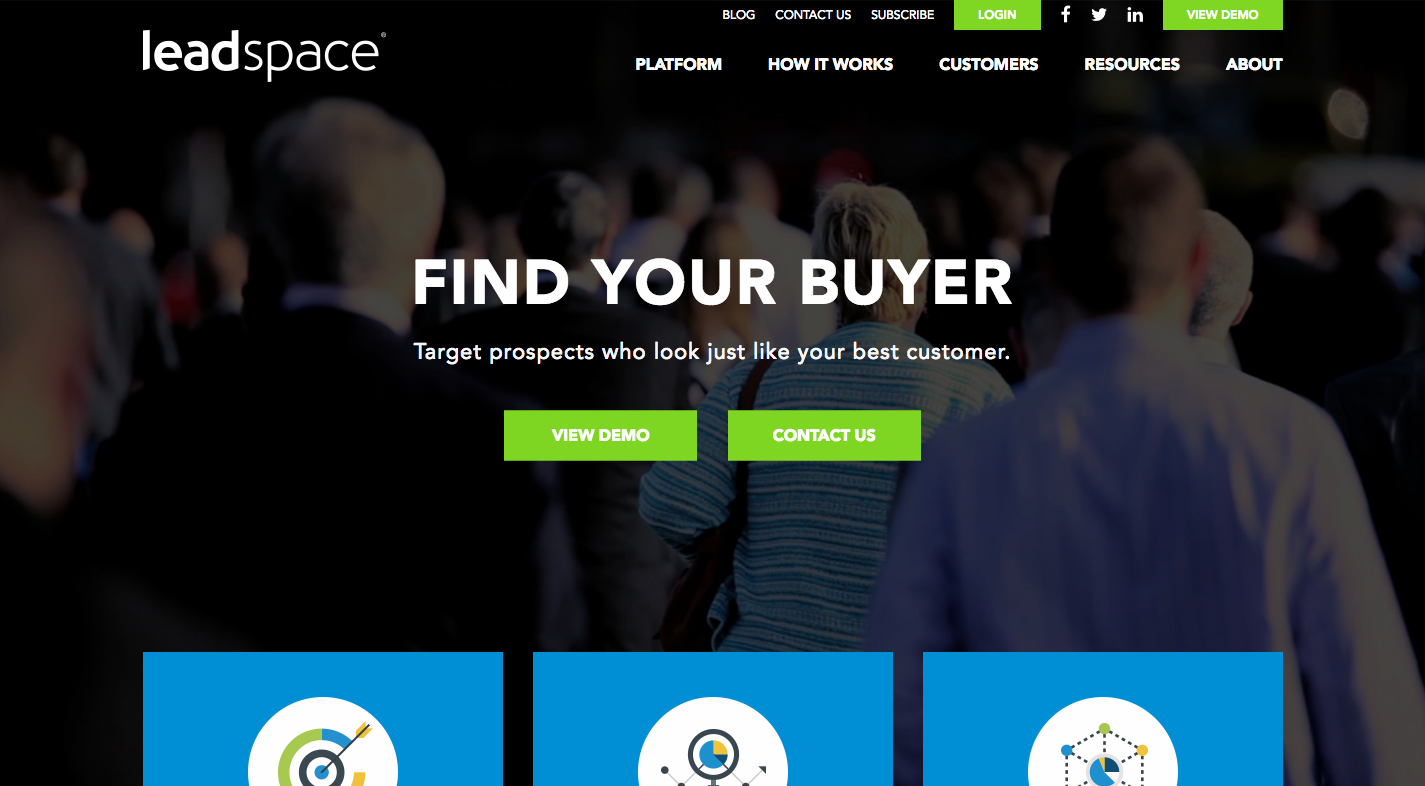 BLOG CONTACT US SUBSCRIBE LOGIN VIEW DEMO
leadspace®
PLATFORM HOW IT WORKS CUSTOMERS RESOURCES ABOUT
FIND YOUR BUYER
Target prospects who look just like your best customer.
VIEW DEMO CONTACT US